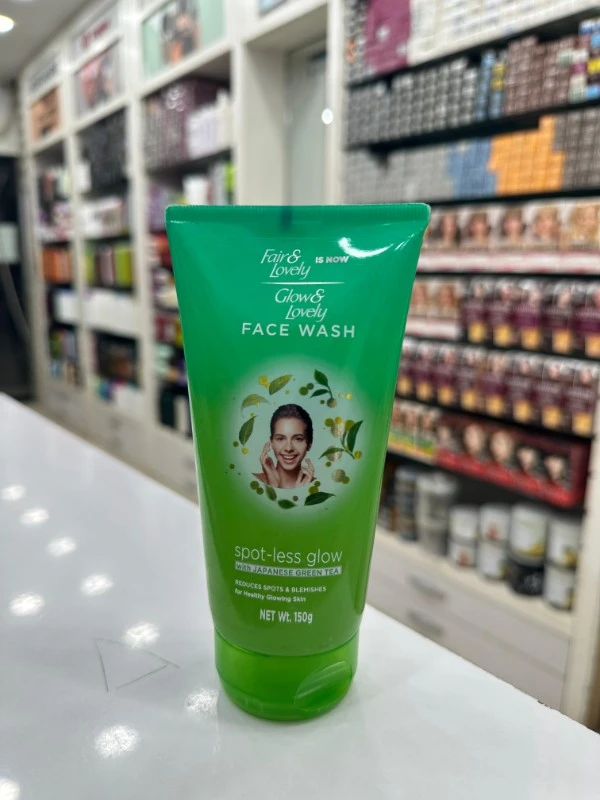 Fair &
Lovely
IS NOW
Glow &
Lovely
FACE WASH
spot-less glow
with JAPANESE GREEN TEA
REDUCES SPOTS & BLEMISHES
for Healthy Glowing Skin
NET Wt. 150g